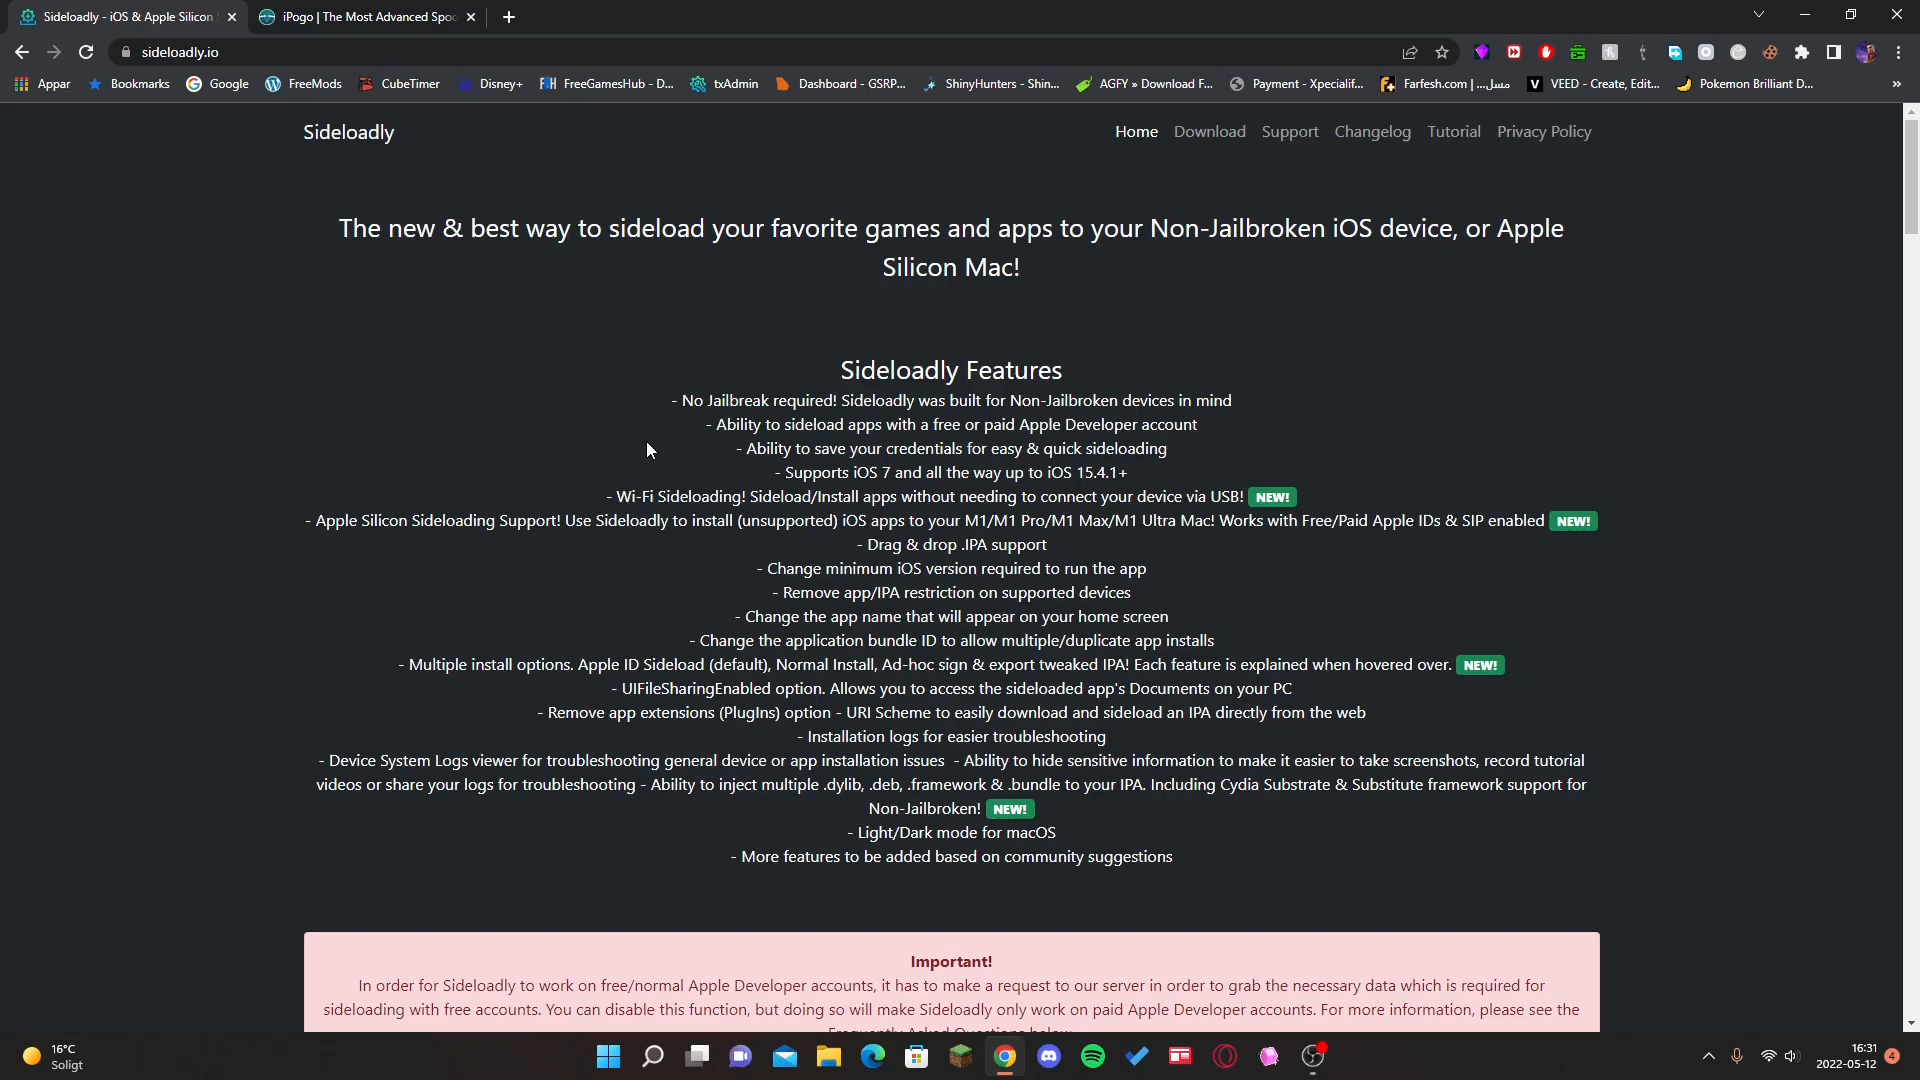 Sideloadly - iOS & Apple Silicon
iPogo | The Most Advanced Spoo
sideloadly.io
Appar
Bookmarks
Google
FreeMods
CubeTimer
Disney+
FreeGamesHub - D...
txAdmin
Dashboard - GSRP...
ShinyHunters - Shin...
AGFY » Download F...
Payment - Xpecialif...
Farfesh.com | ...مسل
VEED - Create, Edit...
Pokemon Brilliant D...
»
Sideloadly
Home Download Support Changelog Tutorial Privacy Policy
The new & best way to sideload your favorite games and apps to your Non-Jailbroken iOS device, or Apple
Silicon Mac!
Sideloadly Features
- No Jailbreak required! Sideloadly was built for Non-Jailbroken devices in mind
- Ability to sideload apps with a free or paid Apple Developer account
- Ability to save your credentials for easy & quick sideloading
- Supports iOS 7 and all the way up to iOS 15.4.1+
- Wi-Fi Sideloading! Sideload/Install apps without needing to connect your device via USB! NEW!
- Apple Silicon Sideloading Support! Use Sideloadly to install (unsupported) iOS apps to your M1/M1 Pro/M1 Max/M1 Ultra Mac! Works with Free/Paid Apple IDs & SIP enabled NEW!
- Drag & drop .IPA support
- Change minimum iOS version required to run the app
- Remove app/IPA restriction on supported devices
- Change the app name that will appear on your home screen
- Change the application bundle ID to allow multiple/duplicate app installs
- Multiple install options. Apple ID Sideload (default), Normal Install, Ad-hoc sign & export tweaked IPA! Each feature is explained when hovered over. NEW!
- UIFileSharingEnabled option. Allows you to access the sideloaded app's Documents on your PC
- Remove app extensions (PlugIns) option - URI Scheme to easily download and sideload an IPA directly from the web
- Installation logs for easier troubleshooting
- Device System Logs viewer for troubleshooting general device or app installation issues - Ability to hide sensitive information to make it easier to take screenshots, record tutorial
videos or share your logs for troubleshooting - Ability to inject multiple .dylib, .deb, .framework & .bundle to your IPA. Including Cydia Substrate & Substitute framework support for
Non-Jailbroken! NEW!
- Light/Dark mode for macOS
- More features to be added based on community suggestions
Important!
In order for Sideloadly to work on free/normal Apple Developer accounts, it has to make a request to our server in order to grab the necessary data which is required for
sideloading with free accounts. You can disable this function, but doing so will make Sideloadly only work on paid Apple Developer accounts. For more information, please see the
Frequently Asked Questions below
16°C
Soligt
16:31
2022-05-12
4